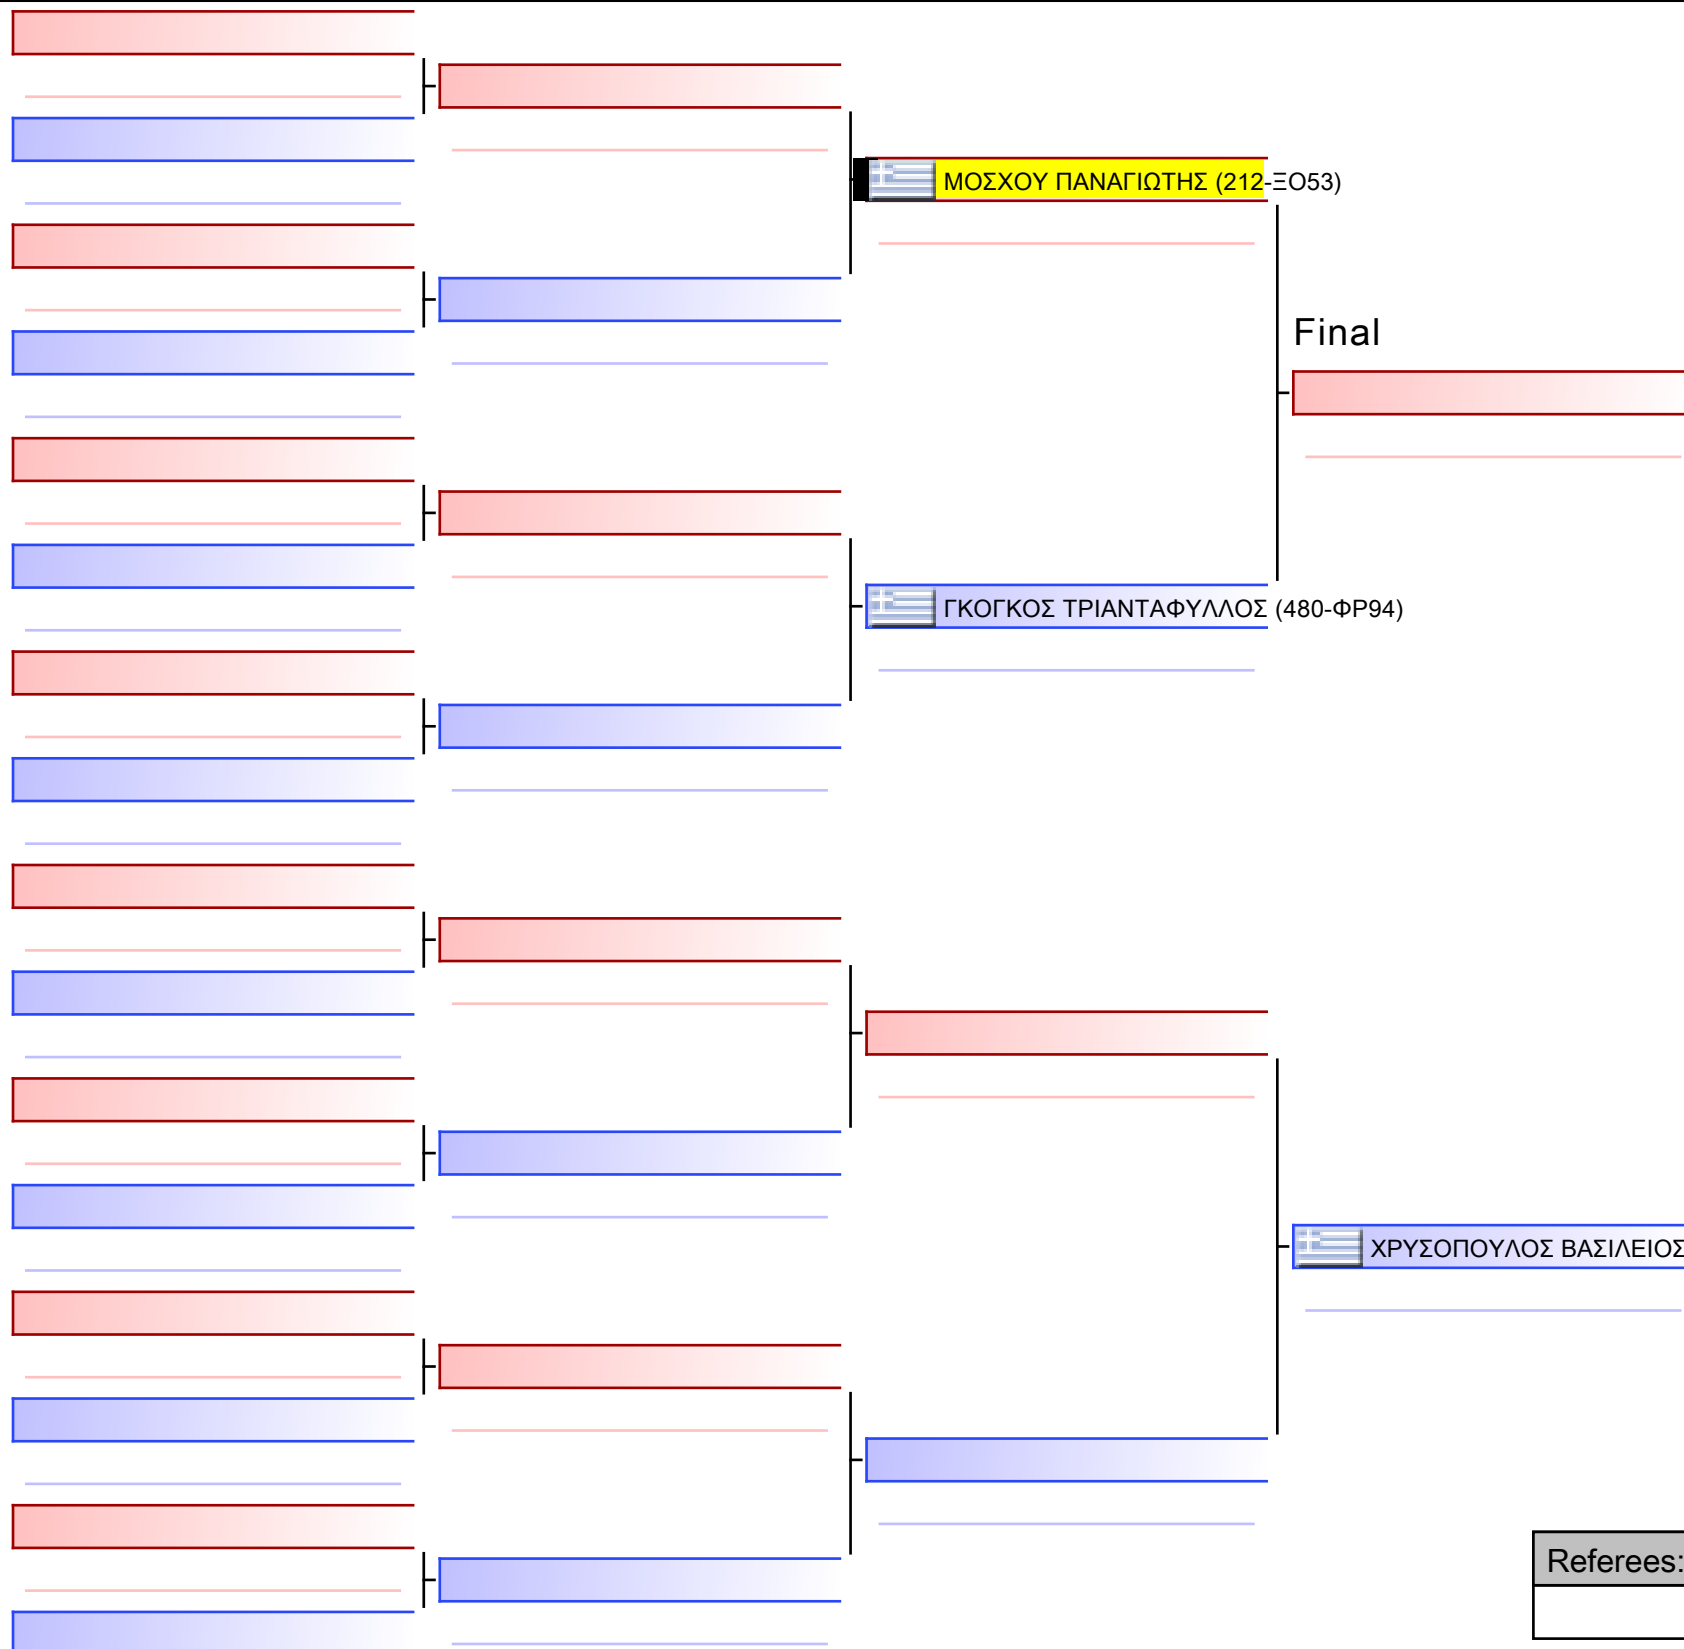 ΜΟΣΧΟΥ ΠΑΝΑΓΙΩΤΗΣ (212-ΞΟ53)
Final
ΓΚΟΓΚΟΣ ΤΡΙΑΝΤΑΦΥΛΛΟΣ (480-ΦΡ94)
ΧΡΥΣΟΠΟΥΛΟΣ ΒΑΣΙΛΕΙΟΣ
Referees: